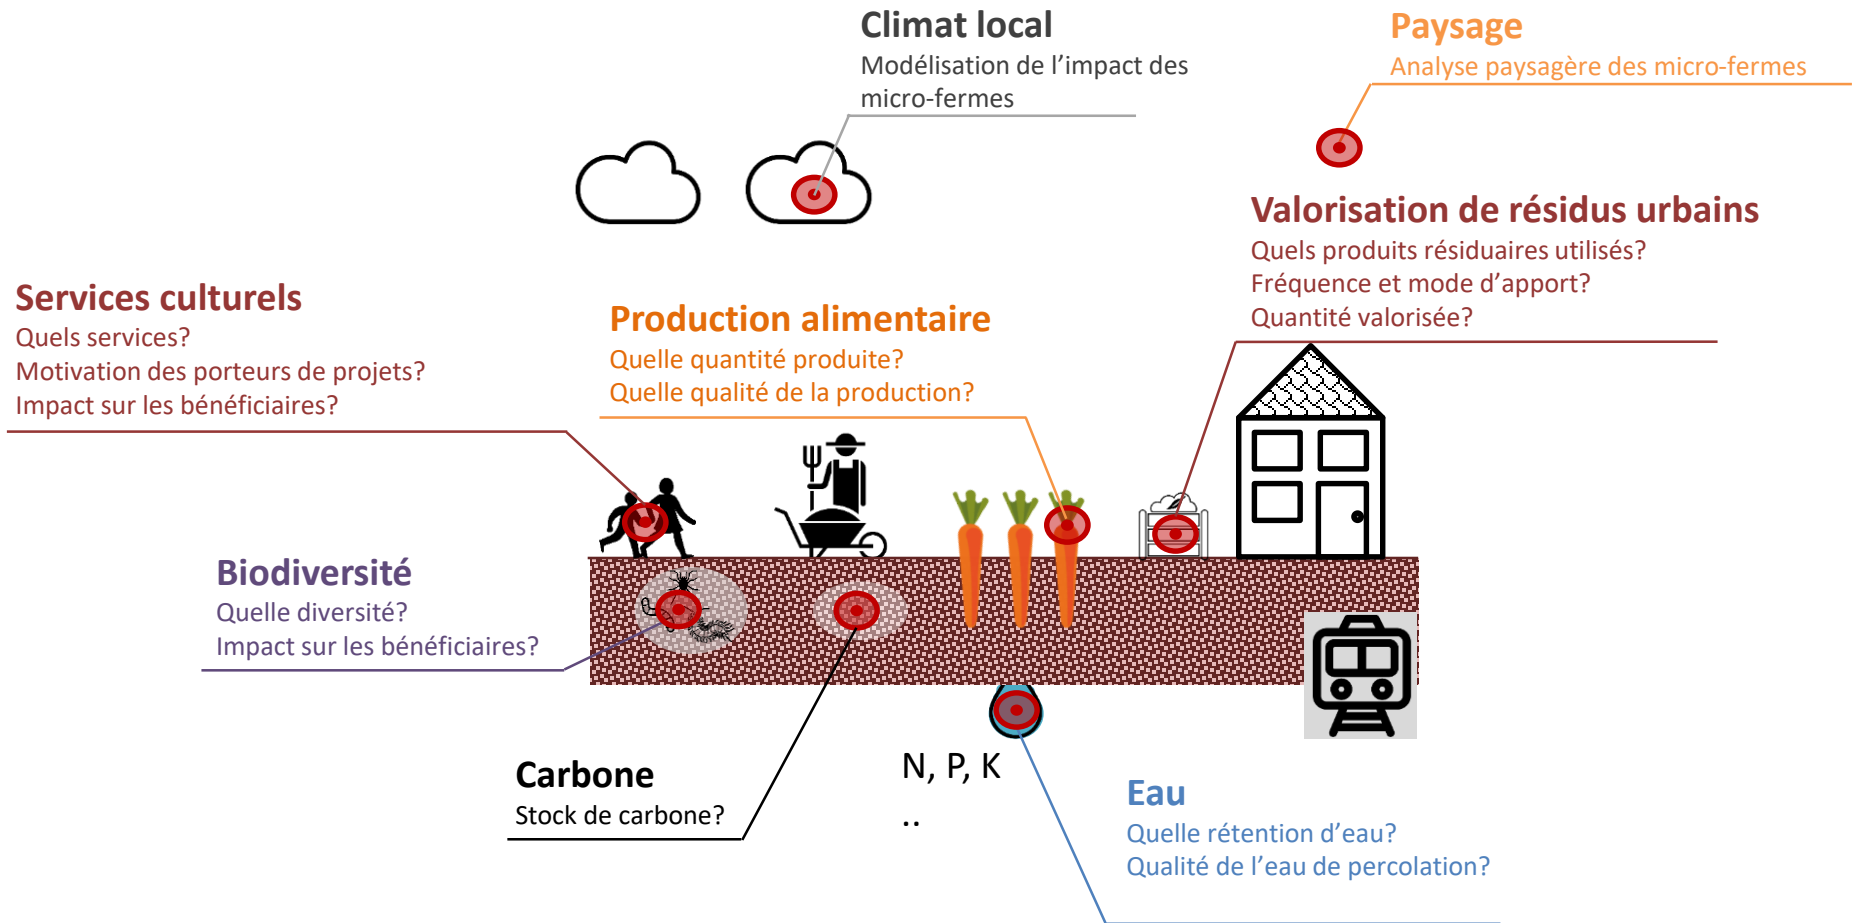 Climat local
Modélisation de l'impact des
micro-fermes
Paysage
Analyse paysagère des micro-fermes
Valorisation de résidus urbains
Quels produits résiduaires utilisés?
Fréquence et mode d'apport?
Quantité valorisée?
Services culturels
Quels services?
Motivation des porteurs de projets?
Impact sur les bénéficiaires?
Production alimentaire
Quelle quantité produite?
Quelle qualité de la production?
Biodiversité
Quelle diversité?
Impact sur les bénéficiaires?
Carbone
Stock de carbone?
N, P, K
..
Eau
Quelle rétention d'eau?
Qualité de l'eau de percolation?